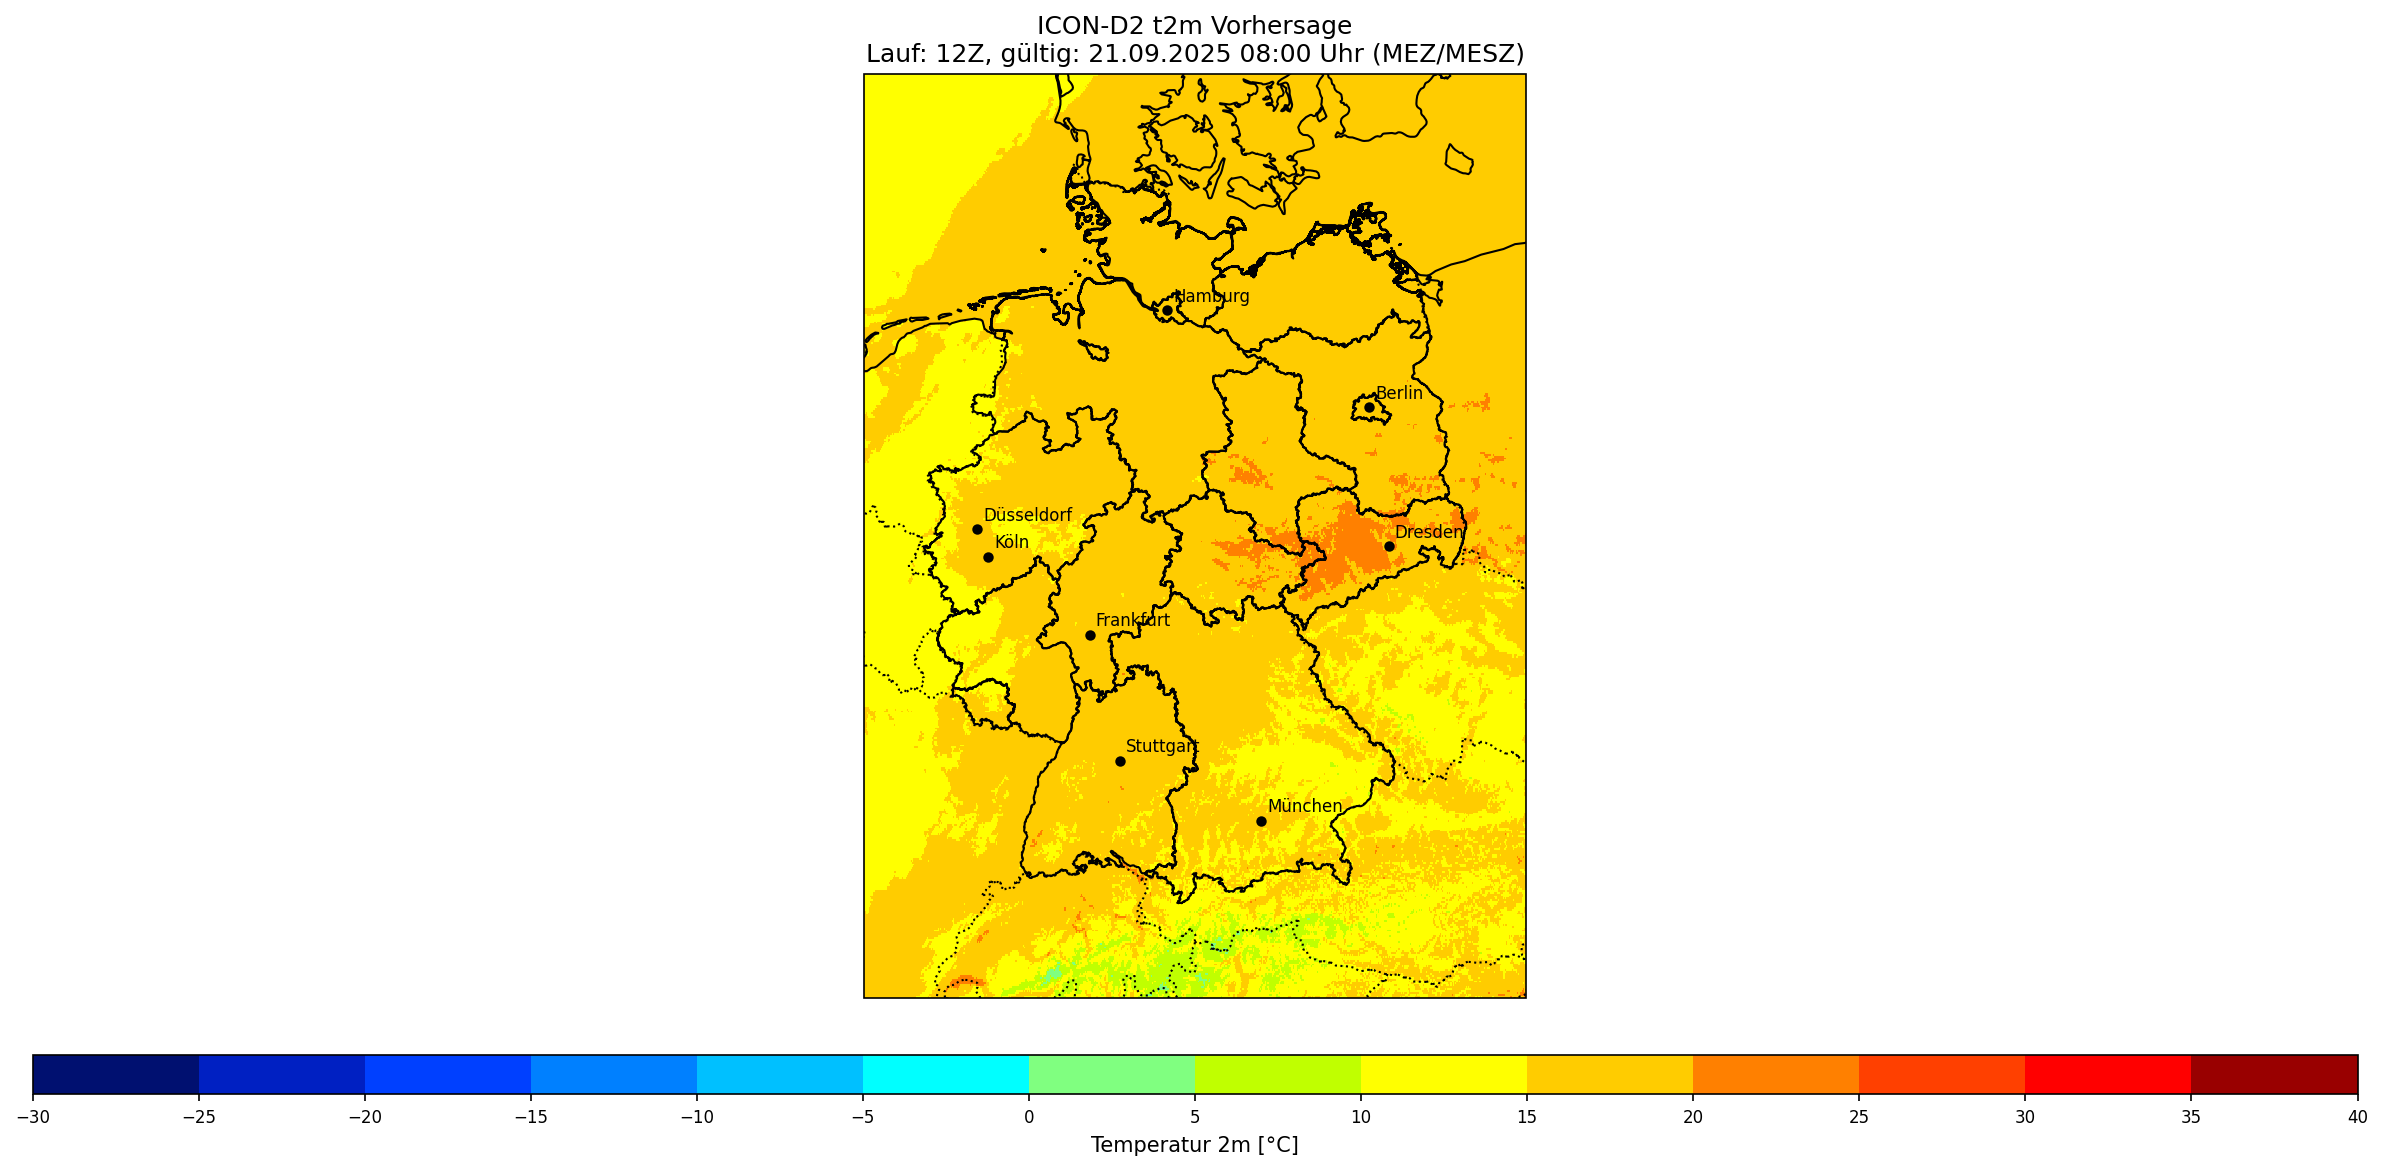 ICON-D2 t2m Vorhersage
Lauf: 12Z, gültig: 21.09.2025 08:00 Uhr (MEZ/MESZ)
Hamburg
Berlin
Düsseldorf
Dresden
Köln
Frankfurt
Stuttgart
München
−30 −25 −20 −15 −10 −5 0 5 10 15 20 25 30 35 40
Temperatur 2m [°C]